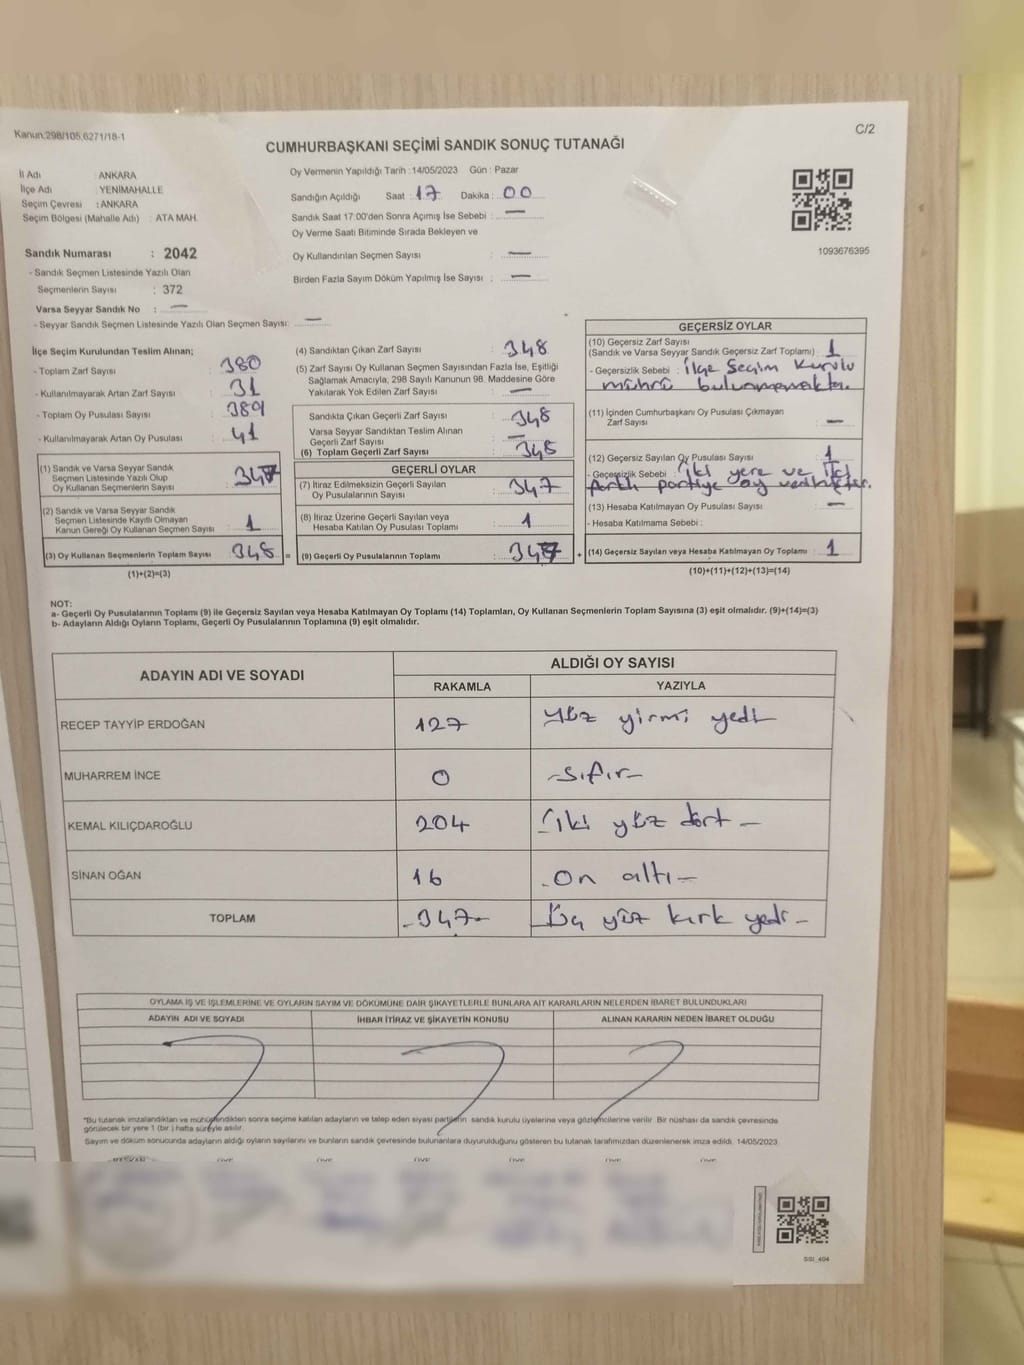 Kanun:298/105,6271/18-1
C/2
CUMHURBAŞKANI SEÇİMİ SANDIK SONUÇ TUTANAĞI
İl Adı : ANKARA
İlçe Adı : YENİMAHALLE
Seçim Çevresi : ANKARA
Seçim Bölgesi (Mahalle Adı) : ATA MAH.
Sandık Numarası : 2042
- Sandık Seçmen Listesinde Yazılı Olan
Seçmenlerin Sayısı : 372
Varsa Seyyar Sandık No : —
- Seyyar Sandık Seçmen Listesinde Yazılı Olan Seçmen Sayısı: —
Oy Vermenin Yapıldığı Tarih : 14/05/2023 Gün : Pazar
Sandığın Açıldığı Saat : 17 Dakika : 00
Sandık Saat 17:00'den Sonra Açımış İse Sebebi : —
Oy Verme Saati Bitiminde Sırada Bekleyen ve
Oy Kullandırılan Seçmen Sayısı : —
Birden Fazla Sayım Döküm Yapılmış İse Sayısı : —
1093676395
İlçe Seçim Kurulundan Teslim Alınan;
- Toplam Zarf Sayısı : 380
- Kullanılmayarak Artan Zarf Sayısı : 31
- Toplam Oy Pusulası Sayısı : 389
- Kullanılmayarak Artan Oy Pusulası : 41
(1) Sandık ve Varsa Seyyar Sandık
Seçmen Listesinde Yazılı Olup
Oy Kullanan Seçmenlerin Sayısı : 347
(2) Sandık ve Varsa Seyyar Sandık
Seçmen Listesinde Kayıtlı Olmayan
Kanun Gereği Oy Kullanan Seçmen Sayısı : 1
(3) Oy Kullanan Seçmenlerin Toplam Sayısı : 348
(1)+(2)=(3)
(4) Sandıktan Çıkan Zarf Sayısı : 348
(5) Zarf Sayısı Oy Kullanan Seçmen Sayısından Fazla İse, Eşitliği
Sağlamak Amacıyla, 298 Sayılı Kanunun 98. Maddesine Göre
Yakılarak Yok Edilen Zarf Sayısı : —
Sandıkta Çıkan Geçerli Zarf Sayısı : 348
Varsa Seyyar Sandıktan Teslim Alınan
Geçerli Zarf Sayısı : —
(6) Toplam Geçerli Zarf Sayısı : 348
GEÇERLİ OYLAR
(7) İtiraz Edilmeksizin Geçerli Sayılan
Oy Pusulalarının Sayısı : 347
(8) İtiraz Üzerine Geçerli Sayılan veya
Hesaba Katılan Oy Pusulası Toplamı : 1
= (9) Geçerli Oy Pusulalarının Toplamı : 347 +
GEÇERSİZ OYLAR
(10) Geçersiz Zarf Sayısı
(Sandık ve Varsa Seyyar Sandık Geçersiz Zarf Toplamı) : 1
- Geçersizlik Sebebi : İlçe Seçim Kurulu
mührü bulunmamakta.
(11) İçinden Cumhurbaşkanı Oy Pusulası Çıkmayan
Zarf Sayısı : —
(12) Geçersiz Sayılan Oy Pusulası Sayısı : 1
- Geçersizlik Sebebi : iki yere ve
partiye oy
(13) Hesaba Katılmayan Oy Pusulası Sayısı : —
- Hesaba Katılmama Sebebi :
(14) Geçersiz Sayılan veya Hesaba Katılmayan Oy Toplamı : 1
(10)+(11)+(12)+(13)=(14)
NOT:
a- Geçerli Oy Pusulalarının Toplamı (9) ile Geçersiz Sayılan veya Hesaba Katılmayan Oy Toplamı (14) Toplamları, Oy Kullanan Seçmenlerin Toplam Sayısına (3) eşit olmalıdır. (9)+(14)=(3)
b- Adayların Aldığı Oyların Toplamı, Geçerli Oy Pusulalarının Toplamına (9) eşit olmalıdır.
ADAYIN ADI VE SOYADI ALDIĞI OY SAYISI
RAKAMLA YAZIYLA
RECEP TAYYİP ERDOĞAN 127 Yüz yirmi yedi
MUHARREM İNCE 0 -sıfır-
KEMAL KILIÇDAROĞLU 204 -iki yüz dört-
SİNAN OĞAN 16 -on altı-
TOPLAM -347- Üç yüz kırk yedi-
OYLAMA İŞ VE İŞLEMLERİNE VE OYLARIN SAYIM VE DÖKÜMÜNE DAİR ŞİKAYETLERLE BUNLARA AİT KARARLARIN NELERDEN İBARET BULUNDUKLARI
ADAYIN ADI VE SOYADI İHBAR İTİRAZ VE ŞİKAYETİN KONUSU ALINAN KARARIN NEDEN İBARET OLDUĞU
*Bu tutanak imzalandıktan ve mühürlendikten sonra seçime katılan adayların ve talep eden siyasi partilerin sandık kurulu üyelerine veya gözlemcilerine verilir. Bir nüshası da sandık çevresinde
görülecek bir yere 1 (bir ) hafta süreyle asılır.
Sayım ve döküm sonucunda adayların aldığı oyların sayılarını ve bunların sandık çevresinde bulunanlara duyurulduğunu gösteren bu tutanak tarafımızdan düzenlenerek imza edildi. 14/05/2023
SSI_404